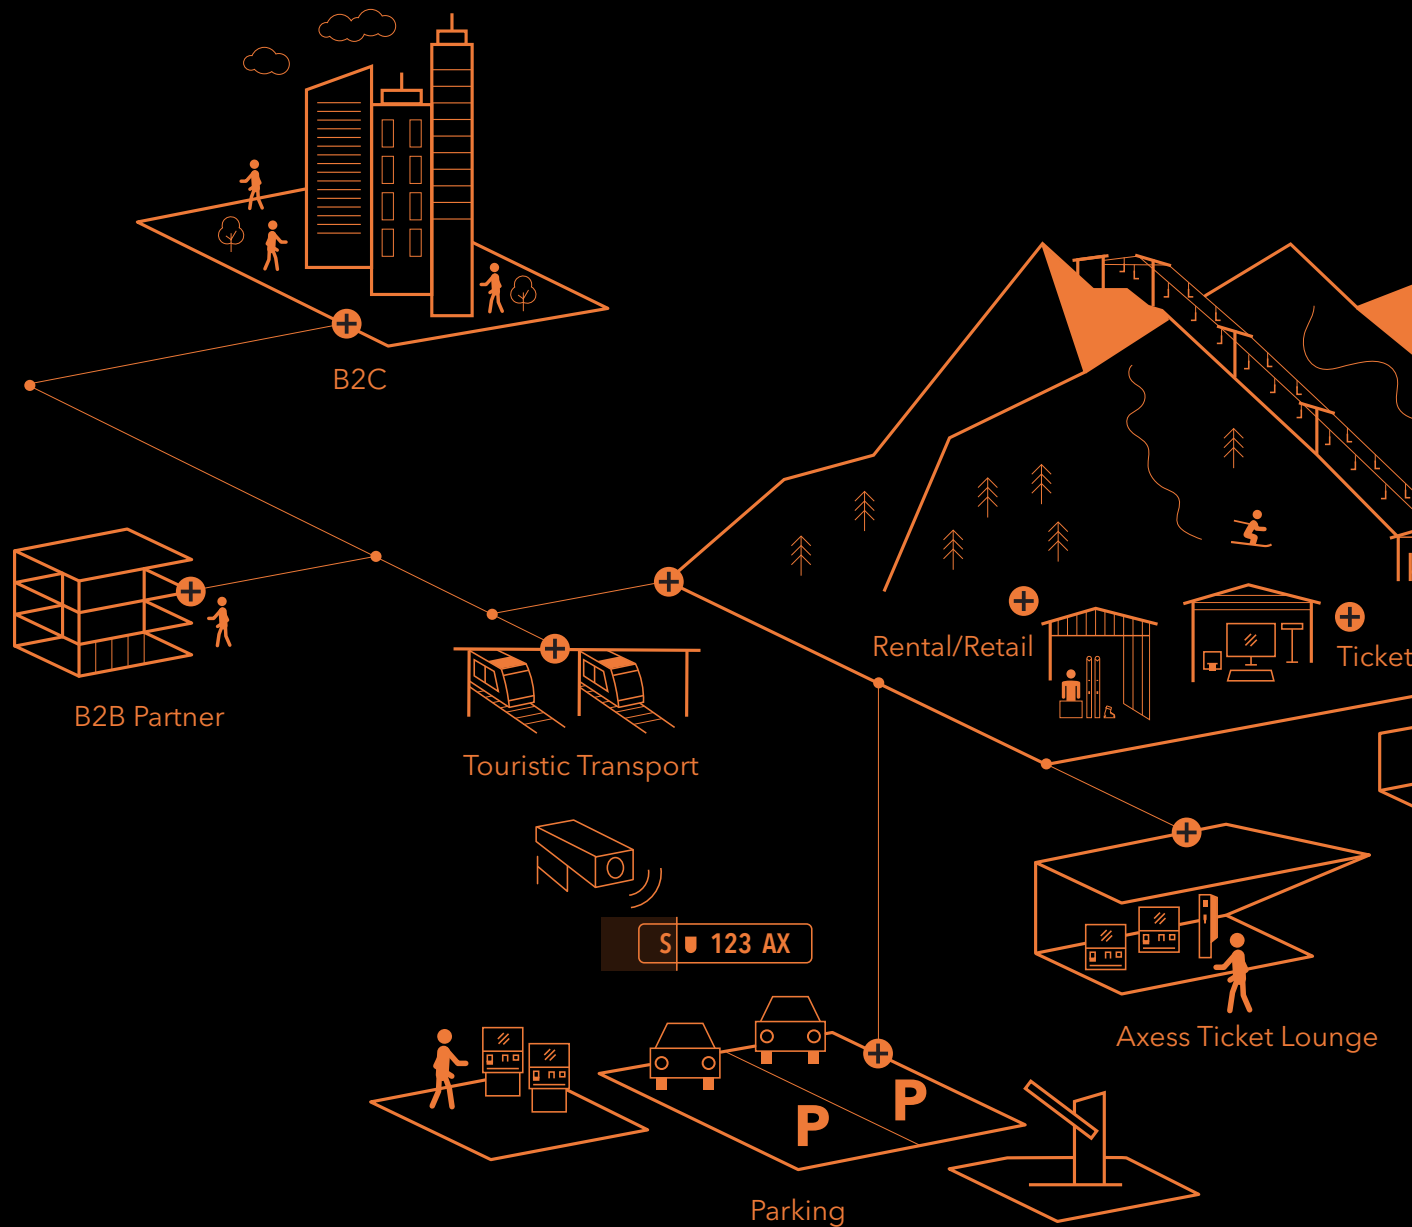 B2C
Rental/Retail
Ticket
B2B Partner
Touristic Transport
S 123 AX
Axess Ticket Lounge
P
P
Parking